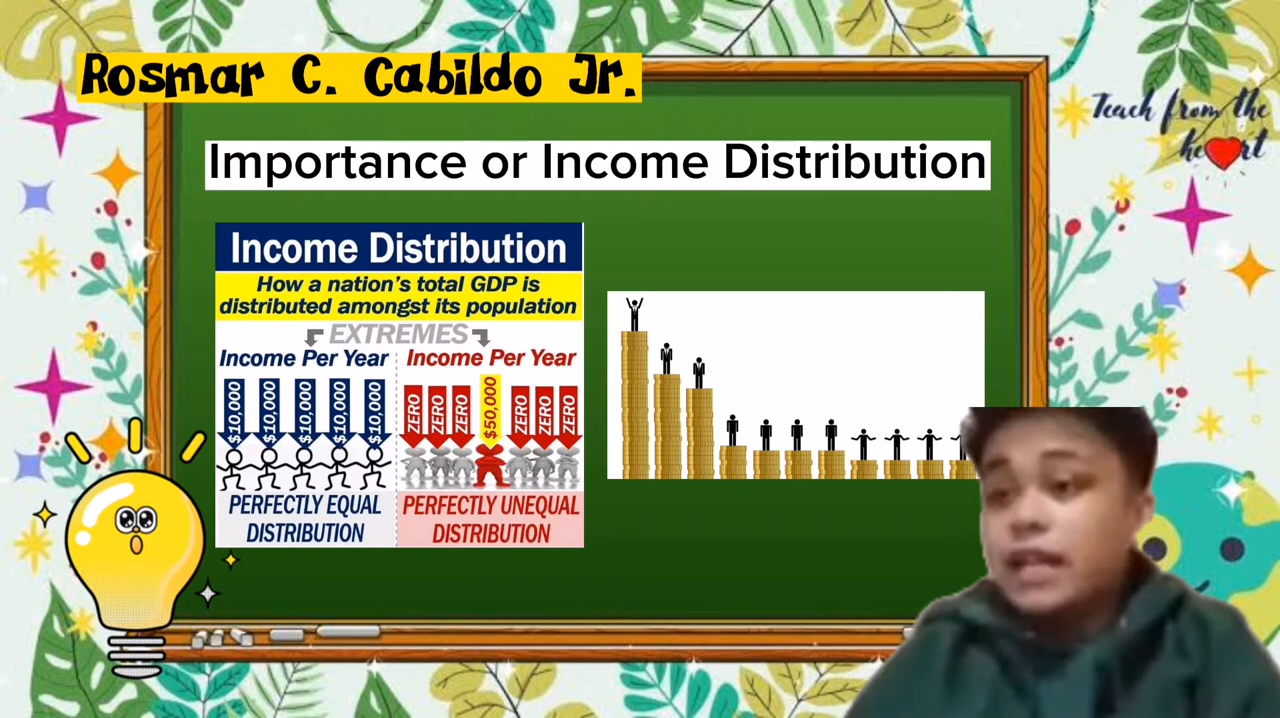 Rosmar C. Cabildo Jr.
Teach from the
heart
Importance or Income Distribution
Income Distribution
How a nation's total GDP is
distributed amongst its population
EXTREMES
Income Per Year
$10,000
$10,000
$10,000
$10,000
$10,000
PERFECTLY EQUAL
DISTRIBUTION
Income Per Year
ZERO
ZERO
ZERO
$50,000
ZERO
ZERO
ZERO
PERFECTLY UNEQUAL
DISTRIBUTION